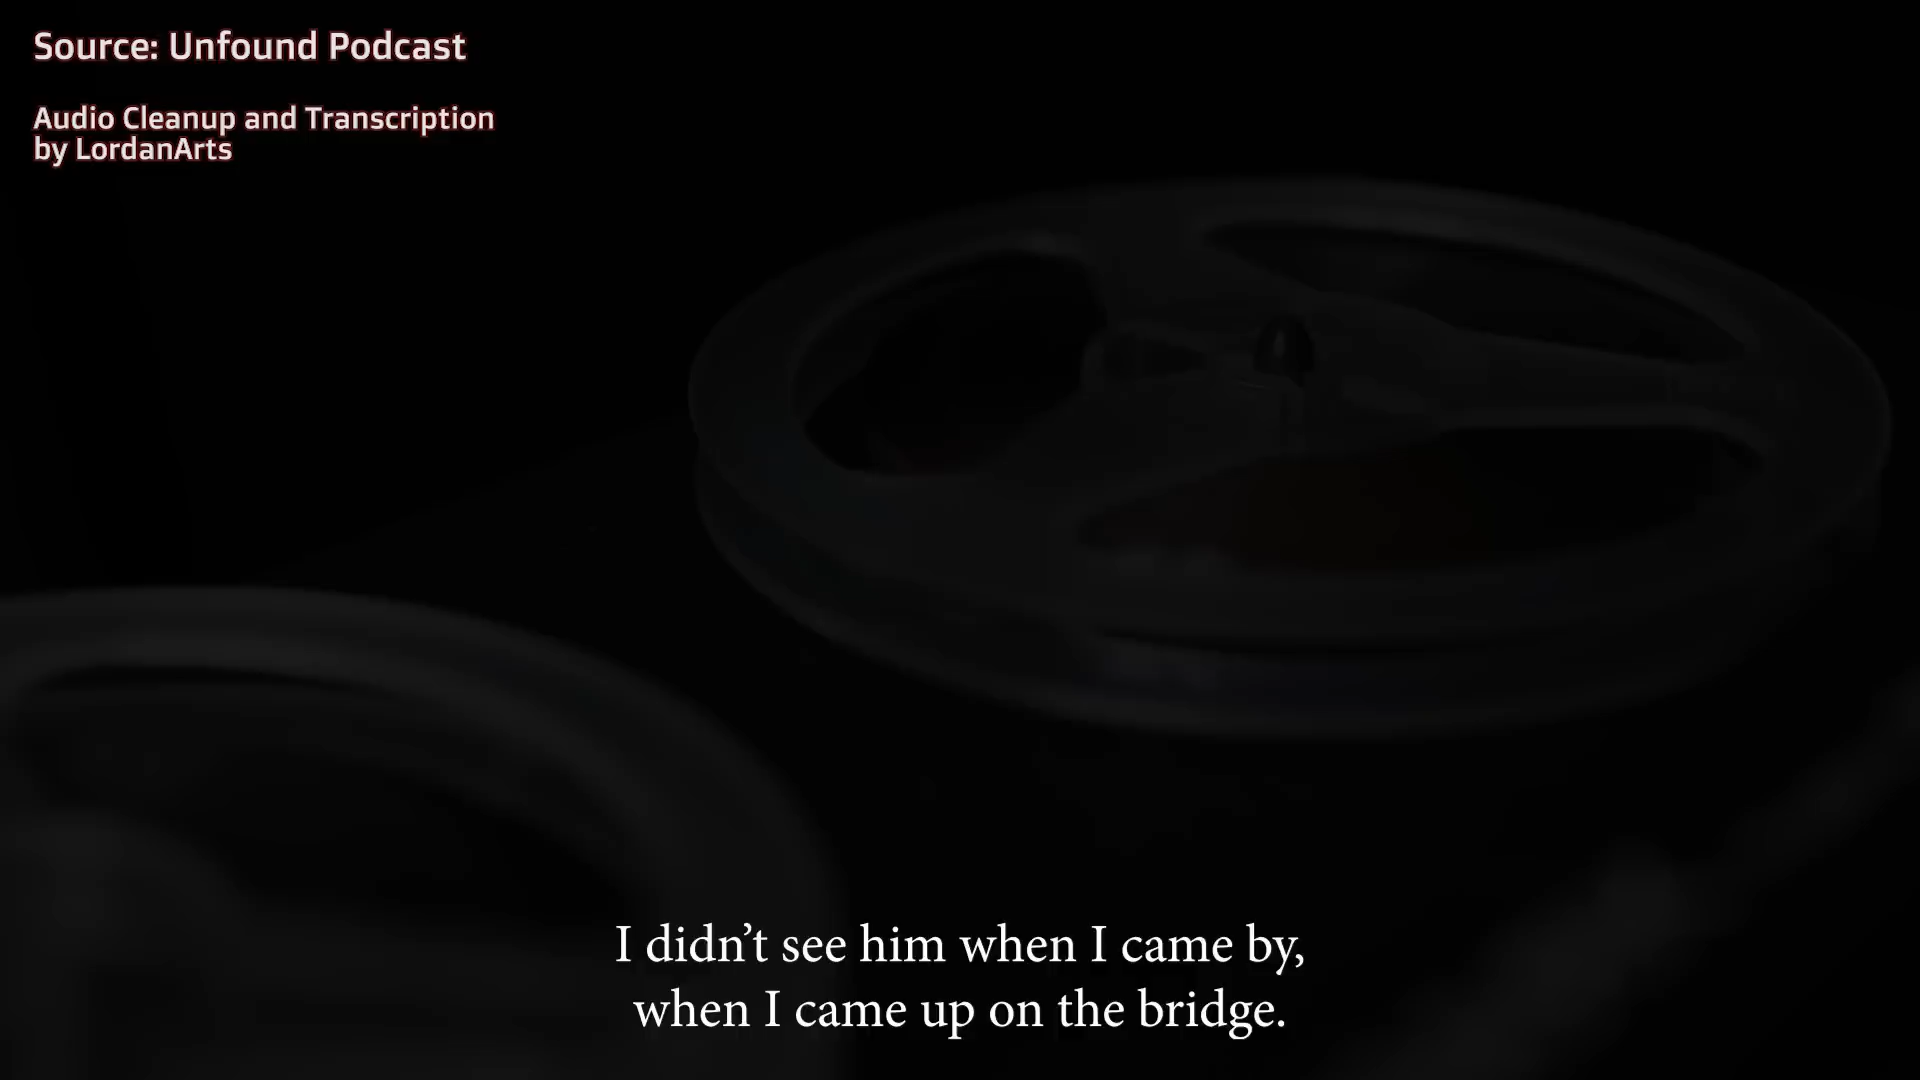 Source: Unfound Podcast
Audio Cleanup and Transcription
by LordanArts
I didn’t see him when I came by,
when I came up on the bridge.